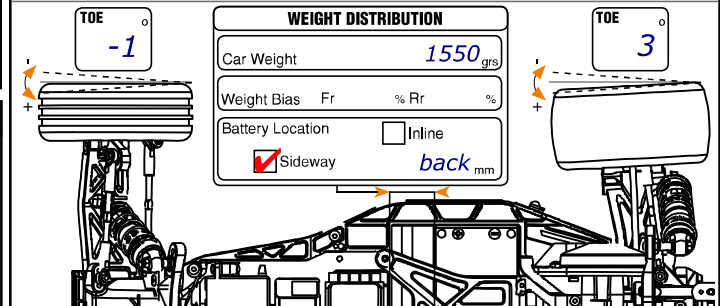 TOE °
-1
- +
WEIGHT DISTRIBUTION
Car Weight 1550 grs
Weight Bias Fr % Rr %
Battery Location Inline
Sideway back mm
TOE °
3
- +